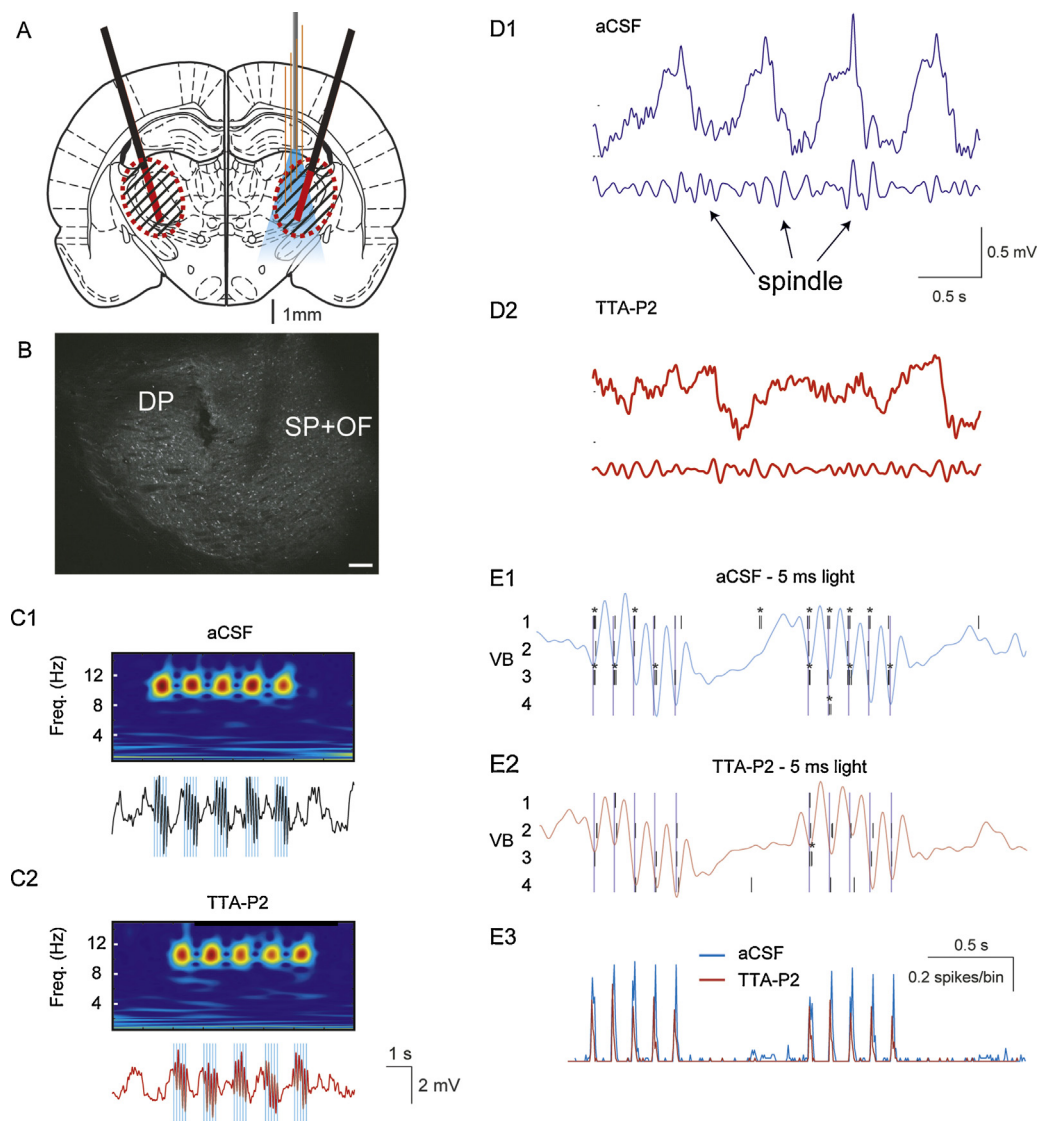 A
1mm
B
DP
SP+OF
C1
aCSF
Freq. (Hz)
12
8
4
C2
TTA-P2
Freq. (Hz)
12
8
4
1 s
2 mV
D1
aCSF
spindle
0.5 mV
0.5 s
D2
TTA-P2
E1
aCSF - 5 ms light
VB
1
2
3
4
* * * * * * *
* * * * * *
*
E2
TTA-P2 - 5 ms light
VB
1
2
3
4
*
E3
aCSF
TTA-P2
0.5 s
0.2 spikes/bin